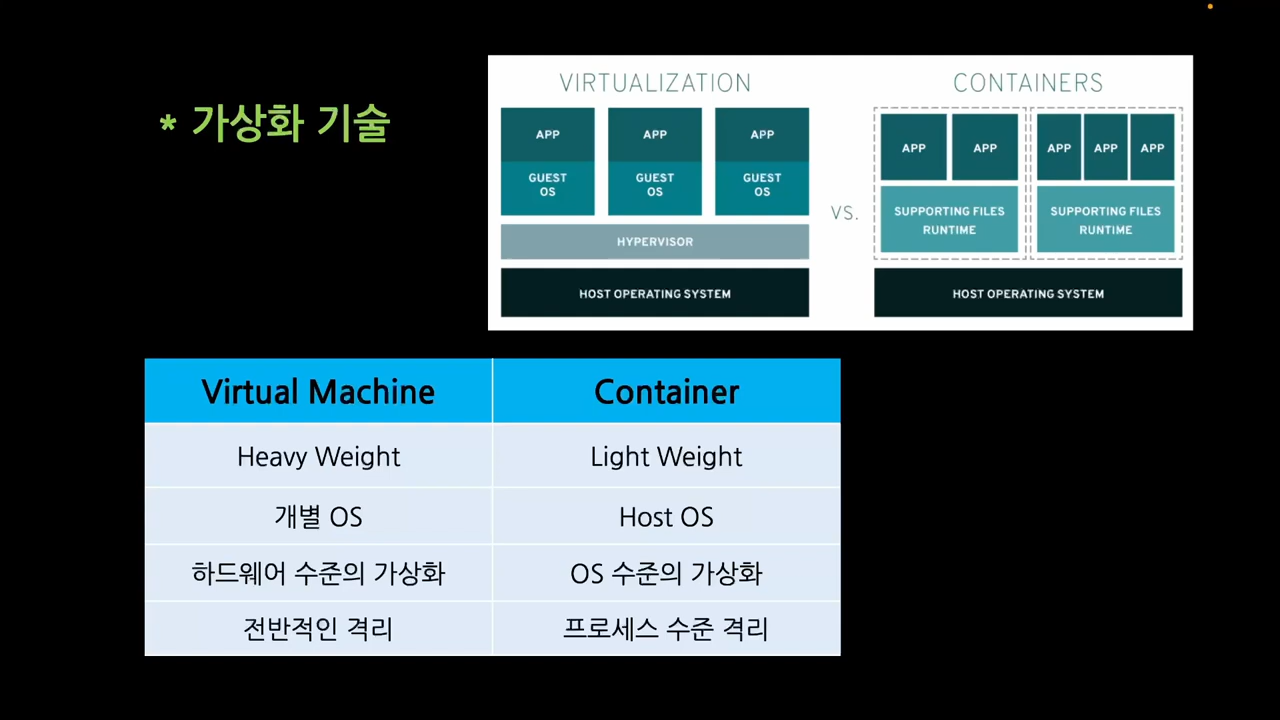 * 가상화 기술
VIRTUALIZATION
APP
GUEST
OS
APP
GUEST
OS
APP
GUEST
OS
HYPERVISOR
HOST OPERATING SYSTEM
VS.
CONTAINERS
APP APP
SUPPORTING FILES
RUNTIME
APP APP APP
SUPPORTING FILES
RUNTIME
HOST OPERATING SYSTEM
Virtual Machine Container
Heavy Weight Light Weight
개별 OS Host OS
하드웨어 수준의 가상화 OS 수준의 가상화
전반적인 격리 프로세스 수준 격리